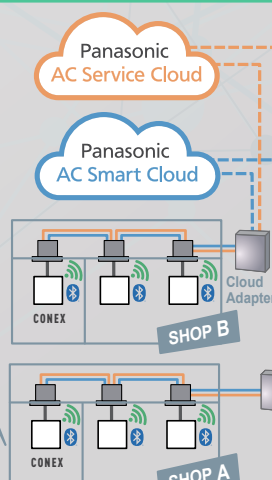 Panasonic
AC Service Cloud
Panasonic
AC Smart Cloud
Cloud
Adapter
CONEX
SHOP B
CONEX
SHOP A